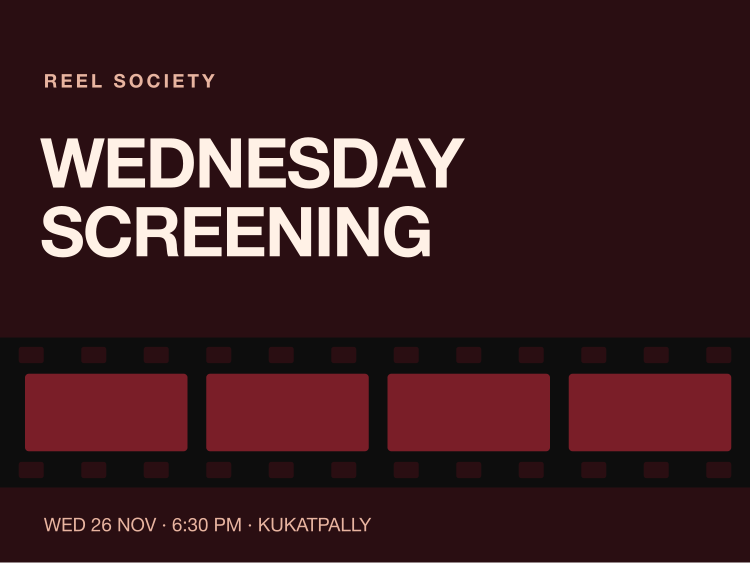 REEL SOCIETY
WEDNESDAY
SCREENING
WED 26 NOV · 6:30 PM · KUKATPALLY